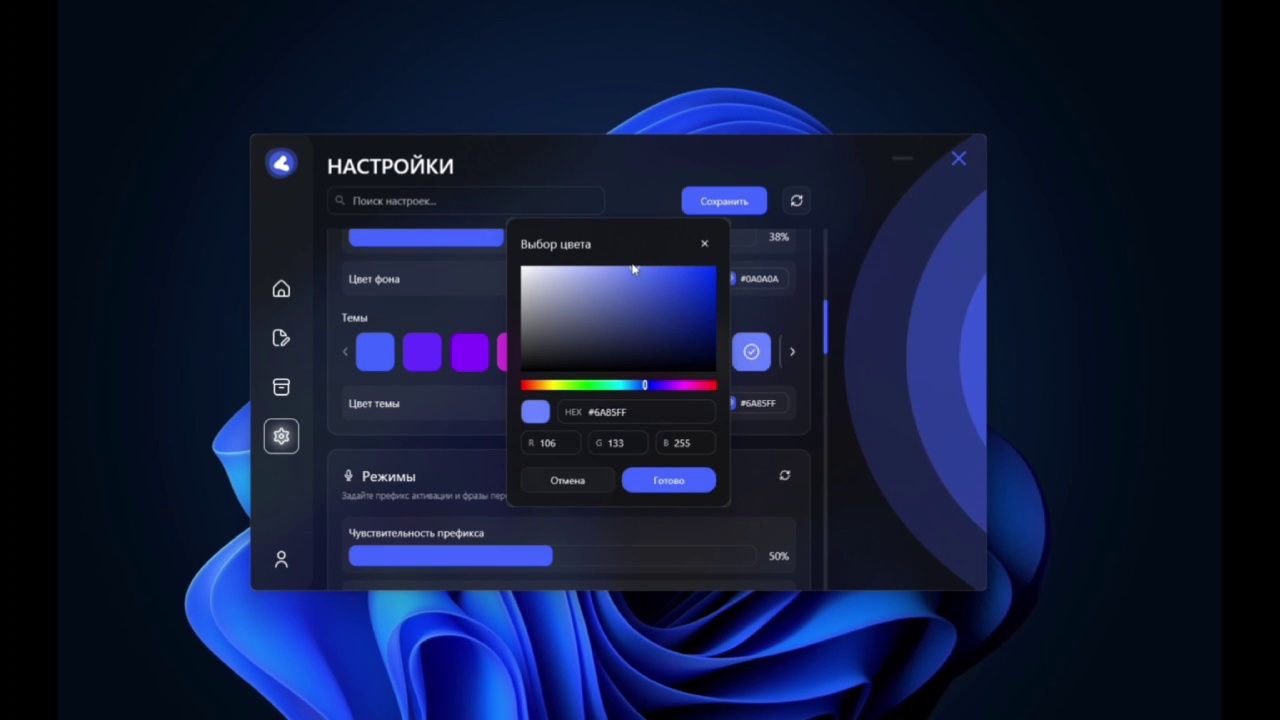 НАСТРОЙКИ
Поиск настроек...
Сохранить
38%
Цвет фона
#0A0A0A
Темы
Цвет темы
#6A85FF
Выбор цвета
HEX #6A85FF
R 106 G 133 B 255
Отмена Готово
Режимы
Задайте префикс активации и фразы
Чувствительность префикса
50%